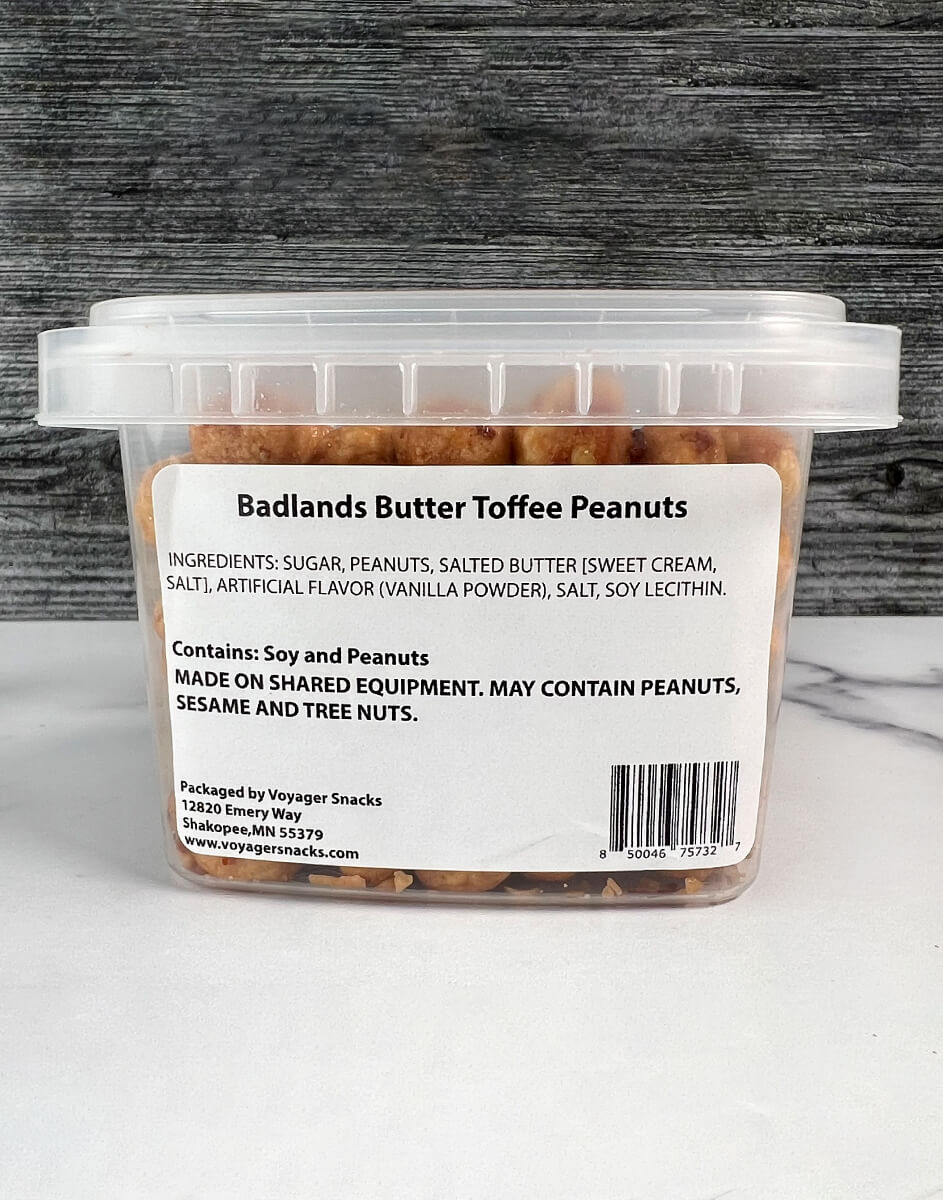 Badlands Butter Toffee Peanuts
INGREDIENTS: SUGAR, PEANUTS, SALTED BUTTER [SWEET CREAM,
SALT], ARTIFICIAL FLAVOR (VANILLA POWDER), SALT, SOY LECITHIN.
Contains: Soy and Peanuts
MADE ON SHARED EQUIPMENT. MAY CONTAIN PEANUTS,
SESAME AND TREE NUTS.
Packaged by Voyager Snacks
12820 Emery Way
Shakopee,MN 55379
www.voyagersnacks.com
8 50046 75732 7